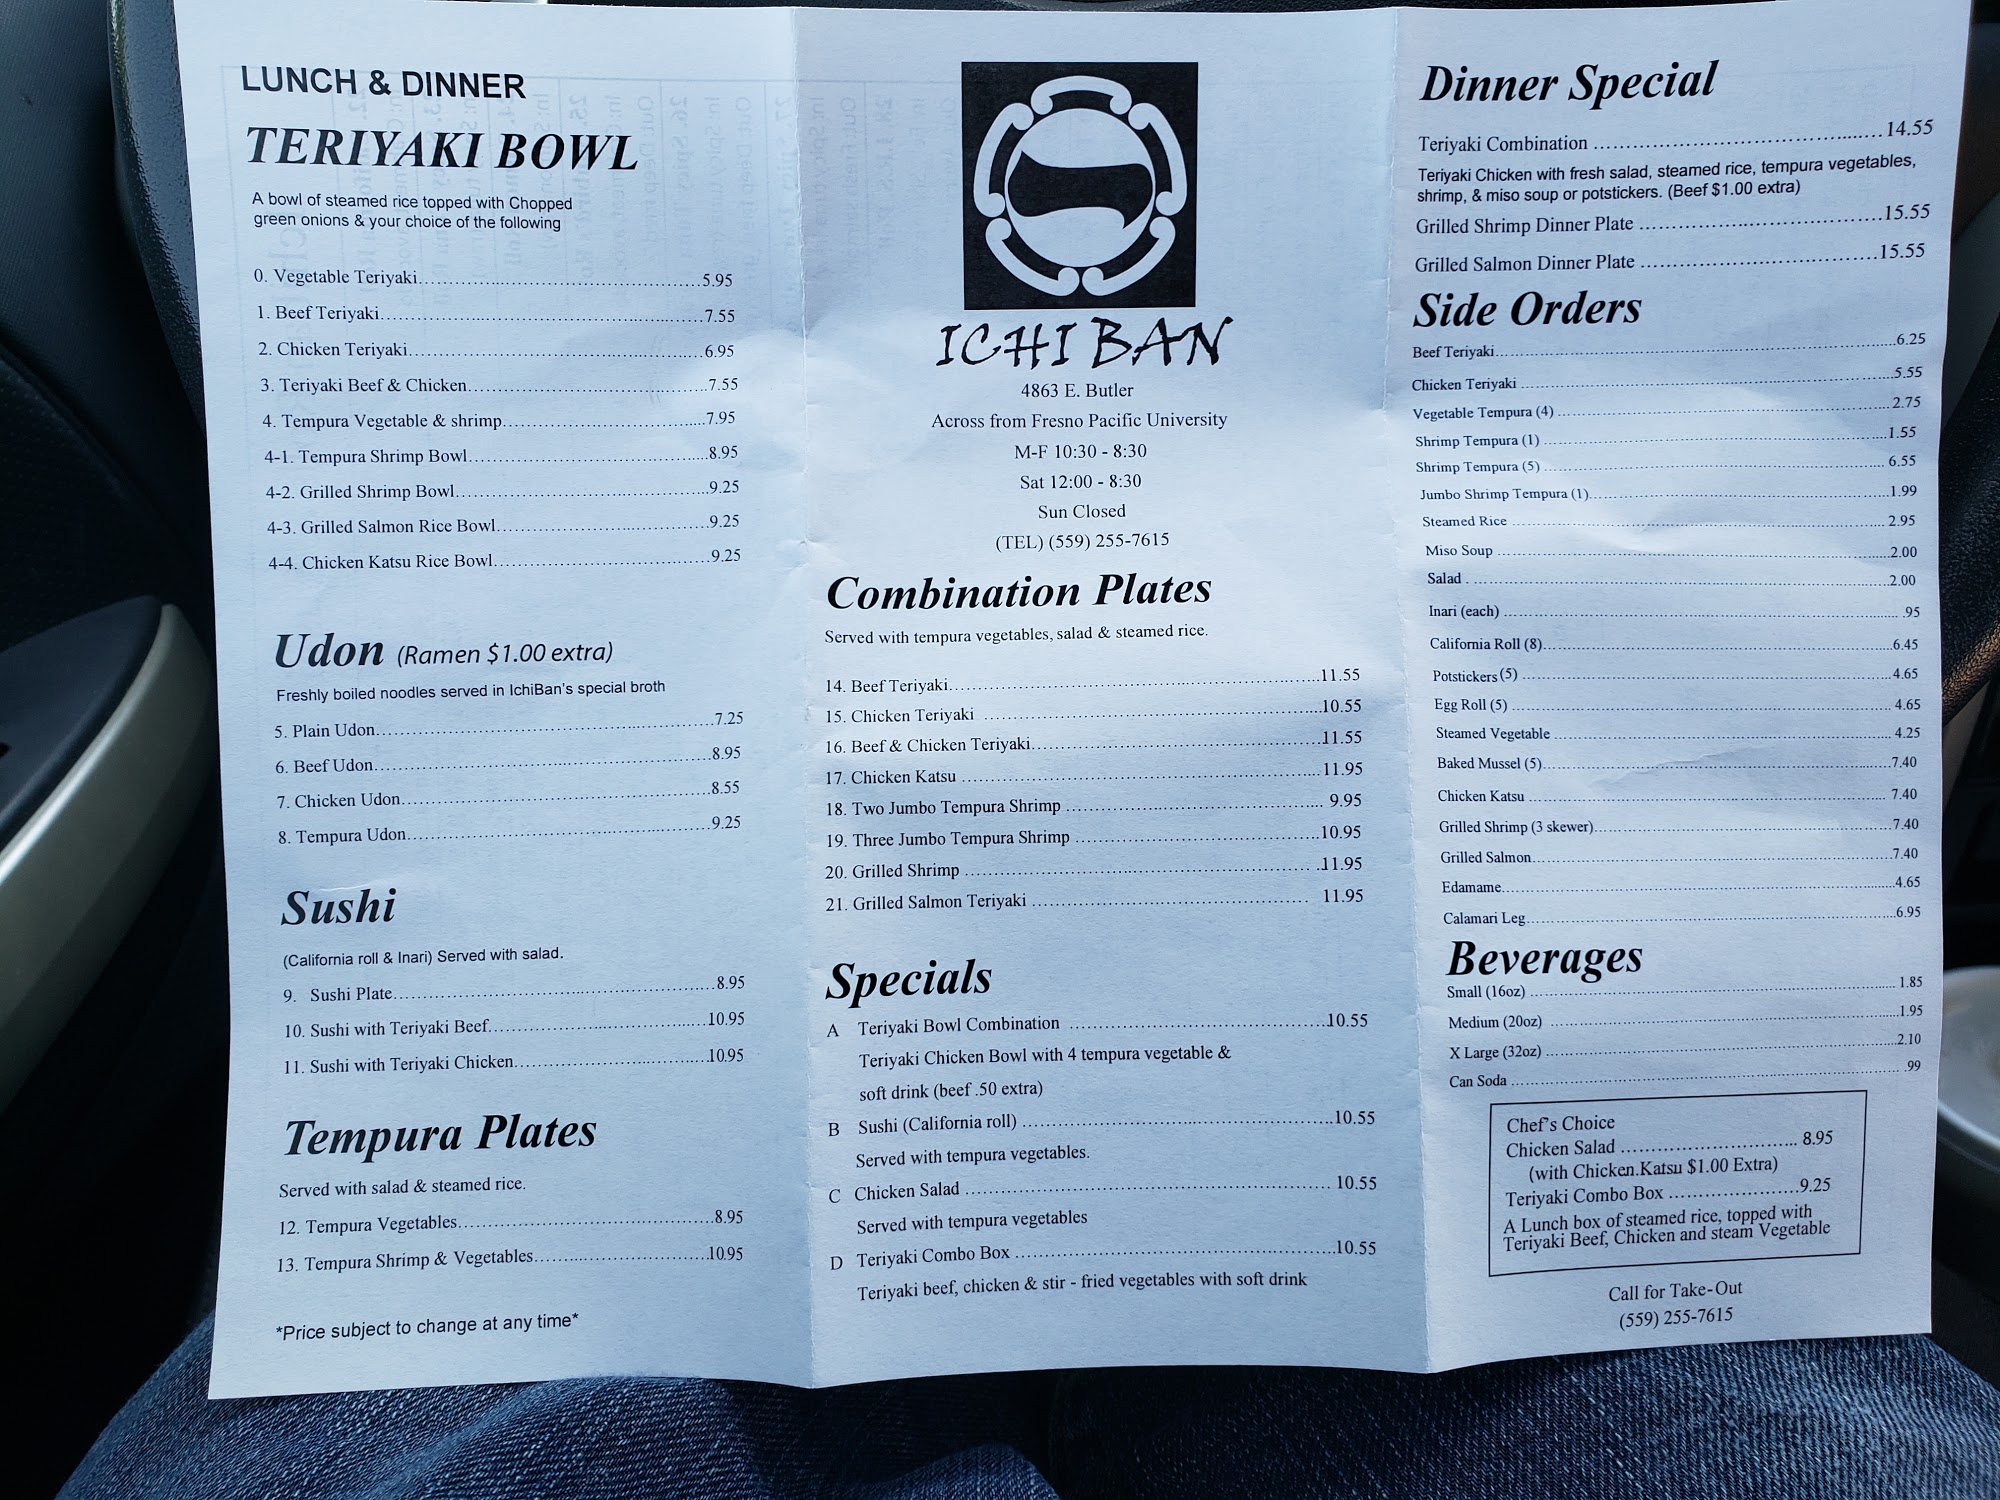 LUNCH & DINNER
TERIYAKI BOWL
A bowl of steamed rice topped with Chopped
green onions & your choice of the following
0. Vegetable Teriyaki 5.95
1. Beef Teriyaki 7.55
2. Chicken Teriyaki 6.95
3. Teriyaki Beef & Chicken 7.55
4. Tempura Vegetable & shrimp 7.95
4-1. Tempura Shrimp Bowl 8.95
4-2. Grilled Shrimp Bowl 9.25
4-3. Grilled Salmon Rice Bowl 9.25
4-4. Chicken Katsu Rice Bowl 9.25
Udon (Ramen $1.00 extra)
Freshly boiled noodles served in IchiBan's special broth
5. Plain Udon 7.25
6. Beef Udon 8.95
7. Chicken Udon 8.55
8. Tempura Udon 9.25
Sushi
(California roll & Inari) Served with salad.
9. Sushi Plate 8.95
10. Sushi with Teriyaki Beef 10.95
11. Sushi with Teriyaki Chicken 10.95
Tempura Plates
Served with salad & steamed rice.
12. Tempura Vegetables 8.95
13. Tempura Shrimp & Vegetables 10.95
*Price subject to change at any time*
ICHI BAN
4863 E. Butler
Across from Fresno Pacific University
M-F 10:30 - 8:30
Sat 12:00 - 8:30
Sun Closed
(TEL) (559) 255-7615
Combination Plates
Served with tempura vegetables, salad & steamed rice.
14. Beef Teriyaki 11.55
15. Chicken Teriyaki 10.55
16. Beef & Chicken Teriyaki 11.55
17. Chicken Katsu 11.95
18. Two Jumbo Tempura Shrimp 9.95
19. Three Jumbo Tempura Shrimp 10.95
20. Grilled Shrimp 11.95
21. Grilled Salmon Teriyaki 11.95
Specials
A Teriyaki Bowl Combination 10.55
Teriyaki Chicken Bowl with 4 tempura vegetable &
soft drink (beef .50 extra)
B Sushi (California roll) 10.55
Served with tempura vegetables.
C Chicken Salad 10.55
Served with tempura vegetables
D Teriyaki Combo Box 10.55
Teriyaki beef, chicken & stir - fried vegetables with soft drink
Dinner Special
Teriyaki Combination 14.55
Teriyaki Chicken with fresh salad, steamed rice, tempura vegetables,
shrimp, & miso soup or potstickers. (Beef $1.00 extra)
Grilled Shrimp Dinner Plate 15.55
Grilled Salmon Dinner Plate 15.55
Side Orders
Beef Teriyaki 6.25
Chicken Teriyaki 5.55
Vegetable Tempura (4) 2.75
Shrimp Tempura (1) 1.55
Shrimp Tempura (5) 6.55
Jumbo Shrimp Tempura (1) 1.99
Steamed Rice 2.95
Miso Soup 2.00
Salad 2.00
Inari (each) .95
California Roll (8) 6.45
Potstickers (5) 4.65
Egg Roll (5) 4.65
Steamed Vegetable 4.25
Baked Mussel (5) 7.40
Chicken Katsu 7.40
Grilled Shrimp (3 skewer) 7.40
Grilled Salmon 7.40
Edamame 4.65
Calamari Leg 6.95
Beverages
Small (16oz) 1.85
Medium (20oz) 1.95
X Large (32oz) 2.10
Can Soda .99
Chef's Choice
Chicken Salad 8.95
(with Chicken.Katsu $1.00 Extra)
Teriyaki Combo Box 9.25
A Lunch box of steamed rice, topped with
Teriyaki Beef, Chicken and steam Vegetable
Call for Take-Out
(559) 255-7615